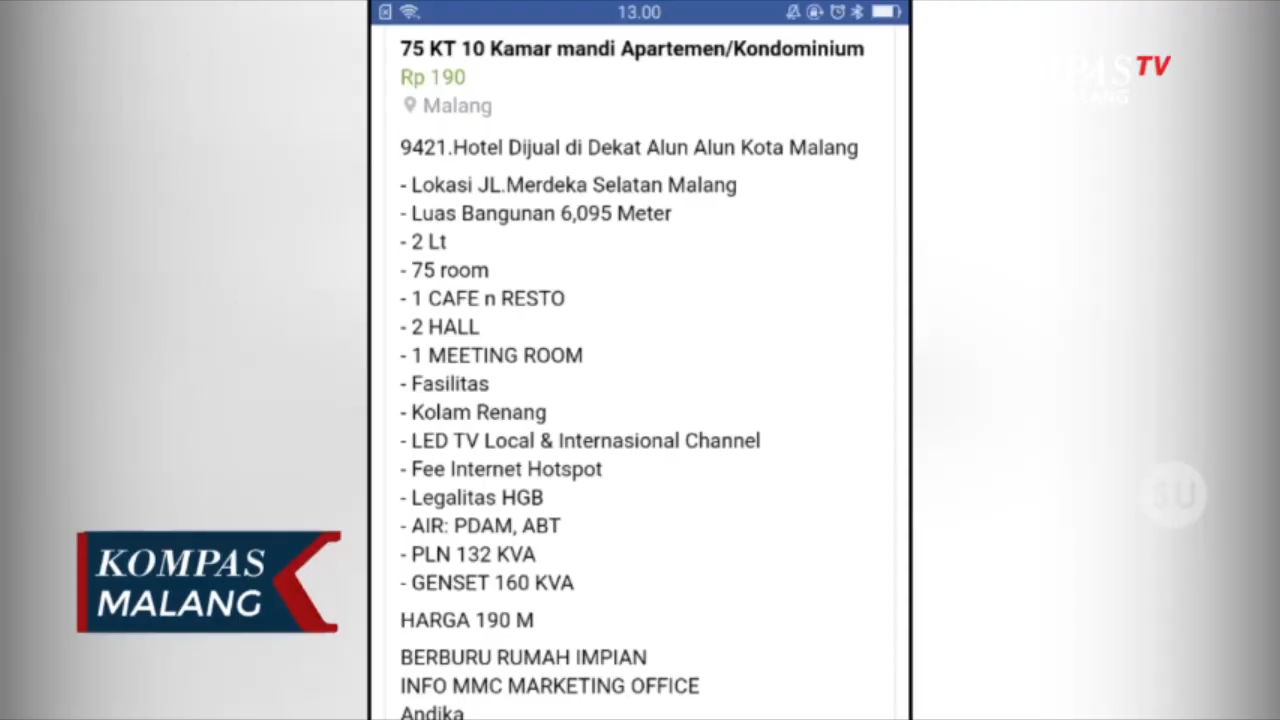 13.00
75 KT 10 Kamar mandi Apartemen/Kondominium
Rp 190
Malang
9421.Hotel Dijual di Dekat Alun Alun Kota Malang
- Lokasi JL.Merdeka Selatan Malang
- Luas Bangunan 6,095 Meter
- 2 Lt
- 75 room
- 1 CAFE n RESTO
- 2 HALL
- 1 MEETING ROOM
- Fasilitas
- Kolam Renang
- LED TV Local & Internasional Channel
- Fee Internet Hotspot
- Legalitas HGB
- AIR: PDAM, ABT
- PLN 132 KVA
- GENSET 160 KVA
HARGA 190 M
BERBURU RUMAH IMPIAN
INFO MMC MARKETING OFFICE
Andika
TV
SU
KOMPAS
MALANG